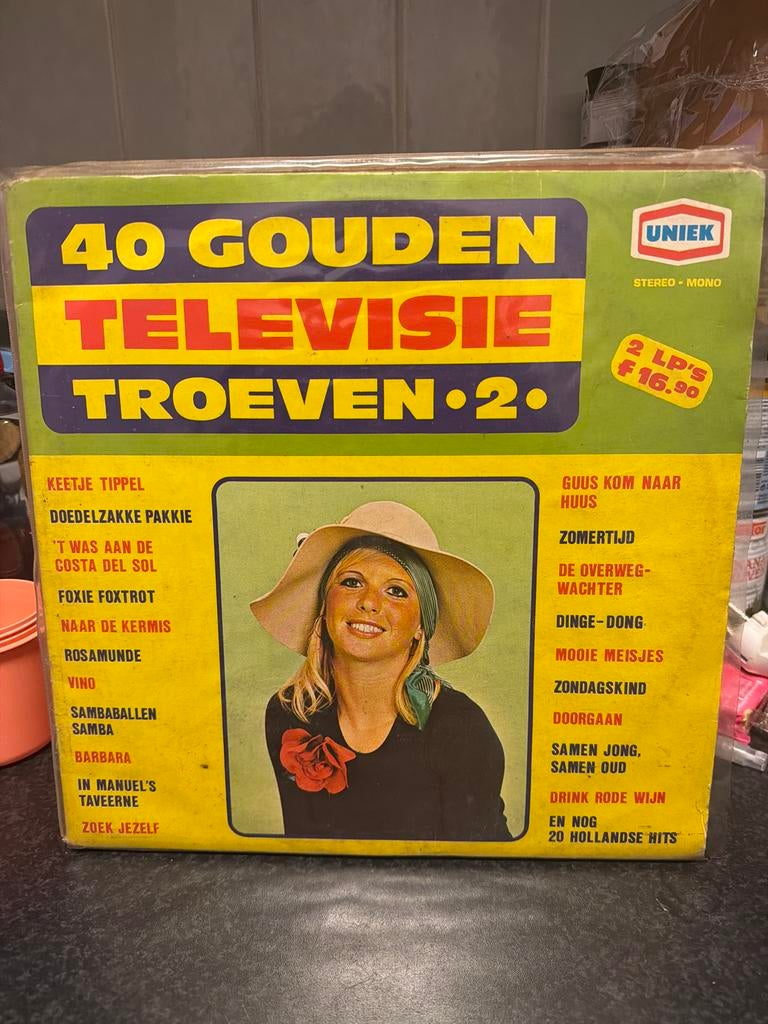 40 GOUDEN
TELEVISIE
TROEVEN • 2 •
UNIEK
STEREO - MONO
2 LP'S
f 16.90
KEETJE TIPPEL
DOEDELZAKKE PAKKIE
'T WAS AAN DE
COSTA DEL SOL
FOXIE FOXTROT
NAAR DE KERMIS
ROSAMUNDE
VINO
SAMBABALLEN
SAMBA
BARBARA
IN MANUEL'S
TAVEERNE
ZOEK JEZELF
GUUS KOM NAAR
HUUS
ZOMERTIJD
DE OVERWEG-
WACHTER
DINGE-DONG
MOOIE MEISJES
ZONDAGSKIND
DOORGAAN
SAMEN JONG,
SAMEN OUD
DRINK RODE WIJN
EN NOG
20 HOLLANDSE HITS